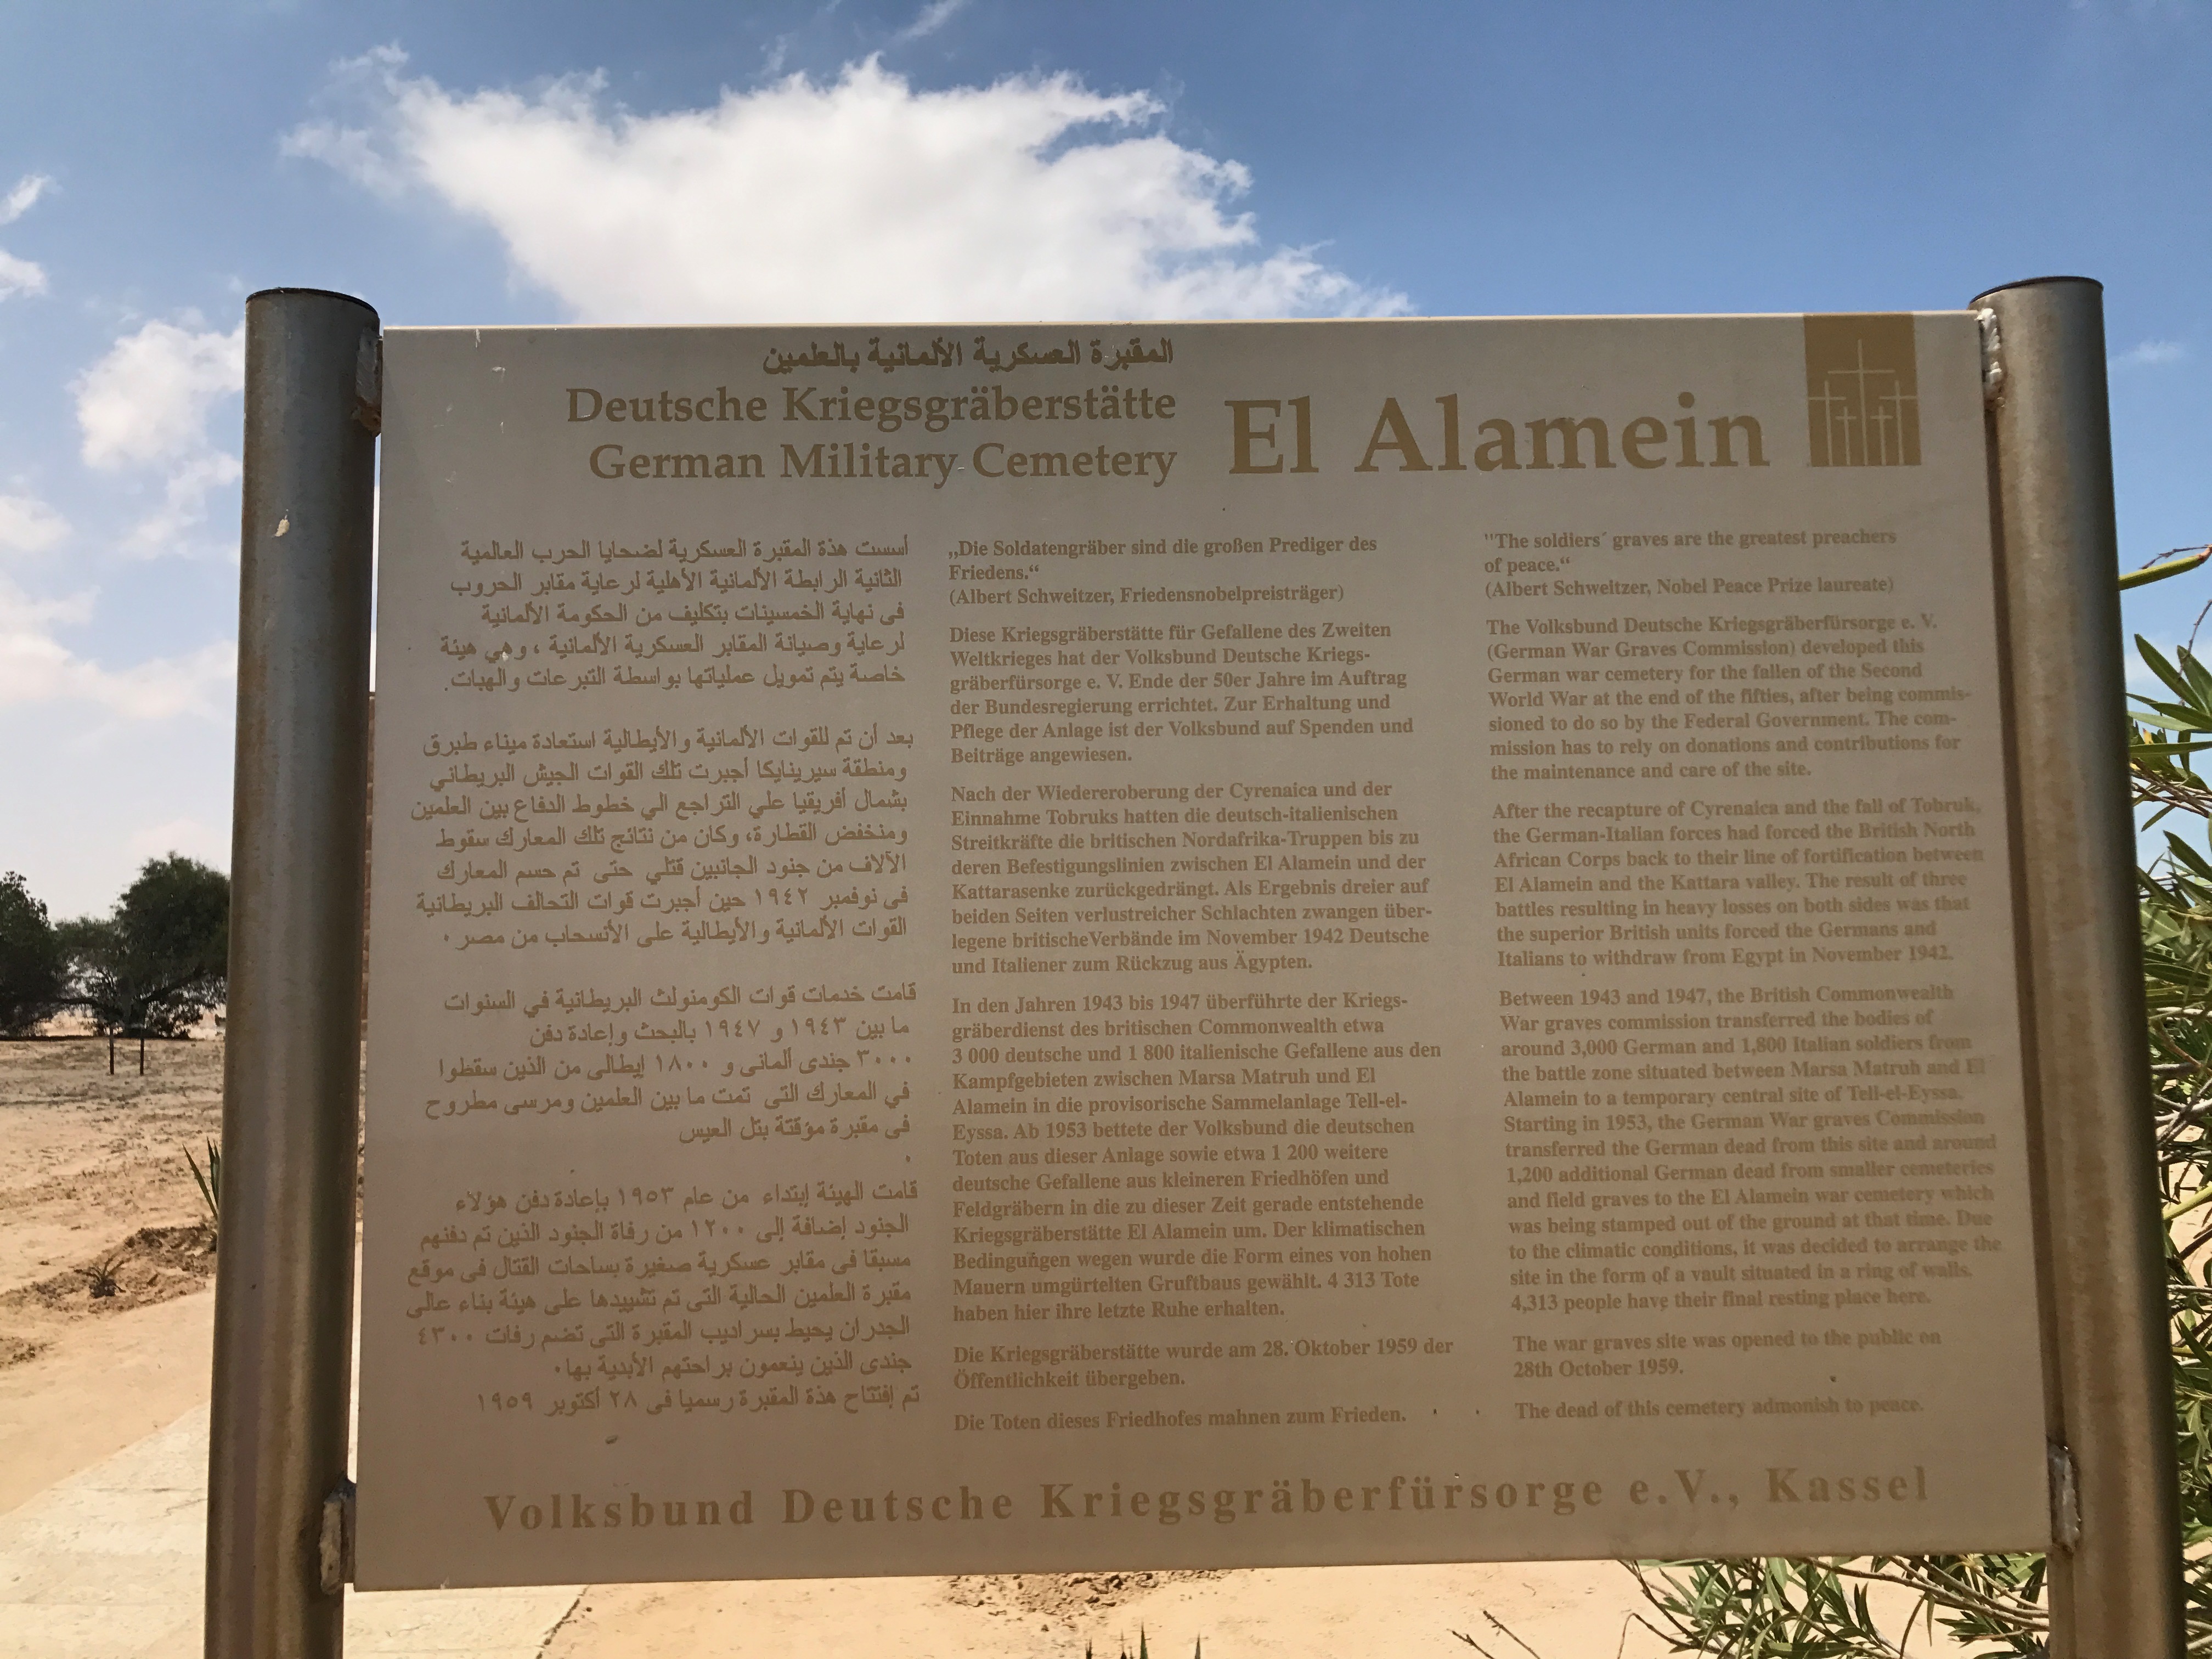 المقبرة العسكرية الألمانية بالعلمين
Deutsche Kriegsgräberstätte
German Military Cemetery
El Alamein
أسست هذة المقبرة العسكرية لضحايا الحرب العالمية
الثانية الرابطة الألمانية الأهلية لرعاية مقابر الحروب
فى نهاية الخمسينات بتكليف من الحكومة الألمانية
لرعاية وصيانة المقابر العسكرية الألمانية ، وهي هيئة
خاصة يتم تمويل عملياتها بواسطة التبرعات والهبات.
بعد أن تم للقوات الألمانية والأيطالية استعادة ميناء طبرق
ومنطقة سيرينايكا أجبرت تلك القوات الجيش البريطاني
بشمال أفريقيا علي التراجع الي خطوط الدفاع بين العلمين
ومنخفض القطارة، وكان من نتائج تلك المعارك سقوط
الآلاف من جنود الجانبين قتلي حتى تم حسم المعارك
فى نوفمبر ١٩٤٢ حين أجبرت قوات التحالف البريطانية
القوات الألمانية والأيطالية على الأنسحاب من مصر ٠
قامت خدمات قوات الكومنولث البريطانية في السنوات
ما بين ١٩٤٣ و ١٩٤٧ بالبحث وإعادة دفن
٣٠٠٠ جندى ألمانى و ١٨٠٠ إيطالى من الذين سقطوا
في المعارك التى تمت ما بين العلمين ومرسى مطروح
فى مقبرة مؤقتة بتل العيس
.
قامت الهيئة إبتداء من عام ١٩٥٣ بإعادة دفن هؤلاء
الجنود إضافة إلى ١٢٠٠ من رفاة الجنود الذين تم دفنهم
مسبقا فى مقابر عسكرية صغيرة بساحات القتال فى موقع
مقبرة العلمين الحالية التى تم تشييدها على هيئة بناء عالى
الجدران يحيط بسراديب المقبرة التى تضم رفات ٤٣٠٠
جندى الذين ينعمون براحتهم الأبدية بها٠
تم إفتتاح هذة المقبرة رسميا فى ٢٨ أكتوبر ١٩٥٩
„Die Soldatengräber sind die großen Prediger des
Friedens.“
(Albert Schweitzer, Friedensnobelpreisträger)
Diese Kriegsgräberstätte für Gefallene des Zweiten
Weltkrieges hat der Volksbund Deutsche Kriegs-
gräberfürsorge e. V. Ende der 50er Jahre im Auftrag
der Bundesregierung errichtet. Zur Erhaltung und
Pflege der Anlage ist der Volksbund auf Spenden und
Beiträge angewiesen.
Nach der Wiedereroberung der Cyrenaica und der
Einnahme Tobruks hatten die deutsch-italienischen
Streitkräfte die britischen Nordafrika-Truppen bis zu
deren Befestigungslinien zwischen El Alamein und der
Kattarasenke zurückgedrängt. Als Ergebnis dreier auf
beiden Seiten verlustreicher Schlachten zwangen über-
legene britischeVerbände im November 1942 Deutsche
und Italiener zum Rückzug aus Ägypten.
In den Jahren 1943 bis 1947 überführte der Kriegs-
gräberdienst des britischen Commonwealth etwa
3 000 deutsche und 1 800 italienische Gefallene aus den
Kampfgebieten zwischen Marsa Matruh und El
Alamein in die provisorische Sammelanlage Tell-el-
Eyssa. Ab 1953 bettete der Volksbund die deutschen
Toten aus dieser Anlage sowie etwa 1 200 weitere
deutsche Gefallene aus kleineren Friedhöfen und
Feldgräbern in die zu dieser Zeit gerade entstehende
Kriegsgräberstätte El Alamein um. Der klimatischen
Bedingungen wegen wurde die Form eines von hohen
Mauern umgürtelten Gruftbaus gewählt. 4 313 Tote
haben hier ihre letzte Ruhe erhalten.
Die Kriegsgräberstätte wurde am 28. Oktober 1959 der
Öffentlichkeit übergeben.
Die Toten dieses Friedhofes mahnen zum Frieden.
"The soldiers´ graves are the greatest preachers
of peace.“
(Albert Schweitzer, Nobel Peace Prize laureate)
The Volksbund Deutsche Kriegsgräberfürsorge e. V.
(German War Graves Commission) developed this
German war cemetery for the fallen of the Second
World War at the end of the fifties, after being commis-
sioned to do so by the Federal Government. The com-
mission has to rely on donations and contributions for
the maintenance and care of the site.
After the recapture of Cyrenaica and the fall of Tobruk,
the German-Italian forces had forced the British North
African Corps back to their line of fortification between
El Alamein and the Kattara valley. The result of three
battles resulting in heavy losses on both sides was that
the superior British units forced the Germans and
Italians to withdraw from Egypt in November 1942.
Between 1943 and 1947, the British Commonwealth
War graves commission transferred the bodies of
around 3,000 German and 1,800 Italian soldiers from
the battle zone situated between Marsa Matruh and El
Alamein to a temporary central site of Tell-el-Eyssa.
Starting in 1953, the German War graves Commission
transferred the German dead from this site and around
1,200 additional German dead from smaller cemeteries
and field graves to the El Alamein war cemetery which
was being stamped out of the ground at that time. Due
to the climatic conditions, it was decided to arrange the
site in the form of a vault situated in a ring of walls.
4,313 people have their final resting place here.
The war graves site was opened to the public on
28th October 1959.
The dead of this cemetery admonish to peace.
Volksbund Deutsche Kriegsgräberfürsorge e.V., Kassel